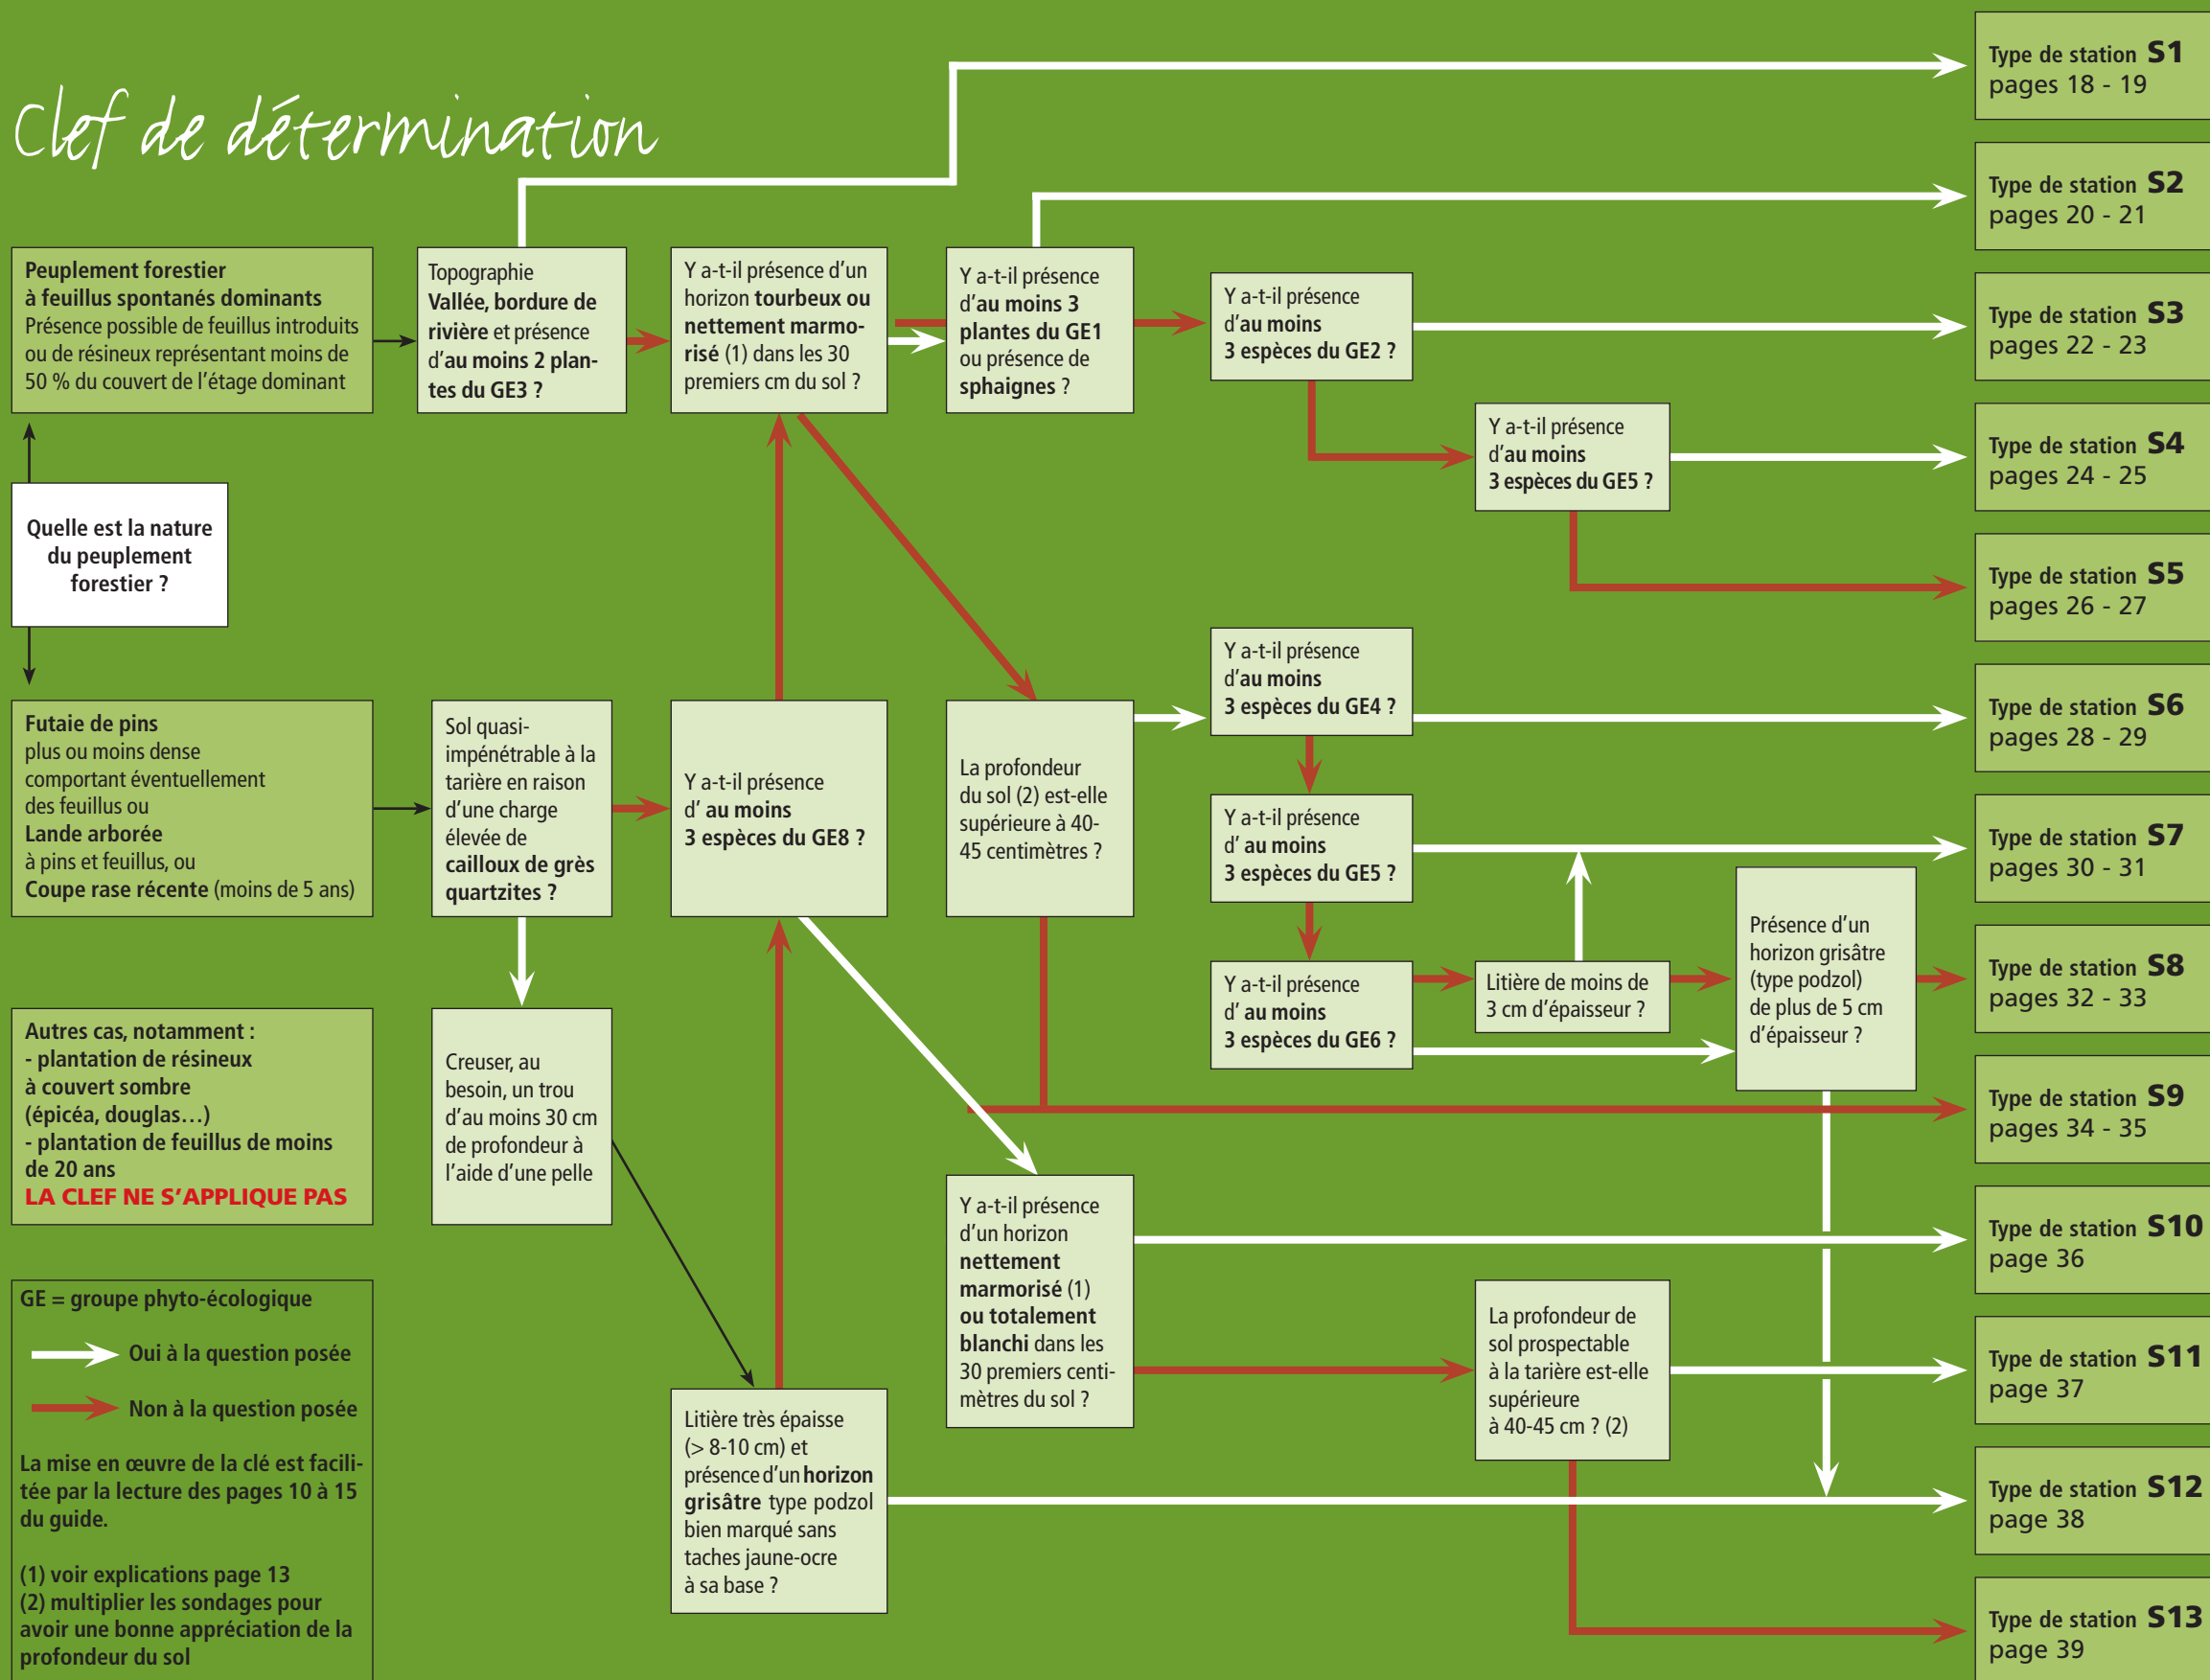 Clef de détermination
Peuplement forestier
à feuillus spontanés dominants
Présence possible de feuillus introduits
ou de résineux représentant moins de
50 % du couvert de l’étage dominant
Topographie
Vallée, bordure de
rivière et présence
d’au moins 2 plan-
tes du GE3 ?
Y a-t-il présence d’un
horizon tourbeux ou
nettement marmo-
risé (1) dans les 30
premiers cm du sol ?
Y a-t-il présence
d’au moins 3
plantes du GE1
ou présence de
sphaignes ?
Y a-t-il présence
d’au moins
3 espèces du GE2 ?
Y a-t-il présence
d’au moins
3 espèces du GE5 ?
Quelle est la nature
du peuplement
forestier ?
Futaie de pins
plus ou moins dense
comportant éventuellement
des feuillus ou
Lande arborée
à pins et feuillus, ou
Coupe rase récente (moins de 5 ans)
Sol quasi-
impénétrable à la
tarière en raison
d’une charge
élevée de
cailloux de grès
quartzites ?
Y a-t-il présence
d’ au moins
3 espèces du GE8 ?
La profondeur
du sol (2) est-elle
supérieure à 40-
45 centimètres ?
Y a-t-il présence
d’au moins
3 espèces du GE4 ?
Y a-t-il présence
d’ au moins
3 espèces du GE5 ?
Y a-t-il présence
d’ au moins
3 espèces du GE6 ?
Litière de moins de
3 cm d’épaisseur ?
Présence d’un
horizon grisâtre
(type podzol)
de plus de 5 cm
d’épaisseur ?
Autres cas, notamment :
- plantation de résineux
à couvert sombre
(épicéa, douglas…)
- plantation de feuillus de moins
de 20 ans
LA CLEF NE S’APPLIQUE PAS
Creuser, au
besoin, un trou
d’au moins 30 cm
de profondeur à
l’aide d’une pelle
Y a-t-il présence
d’un horizon
nettement
marmorisé (1)
ou totalement
blanchi dans les
30 premiers centi-
mètres du sol ?
La profondeur de
sol prospectable
à la tarière est-elle
supérieure
à 40-45 cm ? (2)
Litière très épaisse
(> 8-10 cm) et
présence d’un horizon
grisâtre type podzol
bien marqué sans
taches jaune-ocre
à sa base ?
GE = groupe phyto-écologique
Oui à la question posée
Non à la question posée
La mise en œuvre de la clé est facili-
tée par la lecture des pages 10 à 15
du guide.
(1) voir explications page 13
(2) multiplier les sondages pour
avoir une bonne appréciation de la
profondeur du sol
Type de station S1
pages 18 - 19
Type de station S2
pages 20 - 21
Type de station S3
pages 22 - 23
Type de station S4
pages 24 - 25
Type de station S5
pages 26 - 27
Type de station S6
pages 28 - 29
Type de station S7
pages 30 - 31
Type de station S8
pages 32 - 33
Type de station S9
pages 34 - 35
Type de station S10
page 36
Type de station S11
page 37
Type de station S12
page 38
Type de station S13
page 39